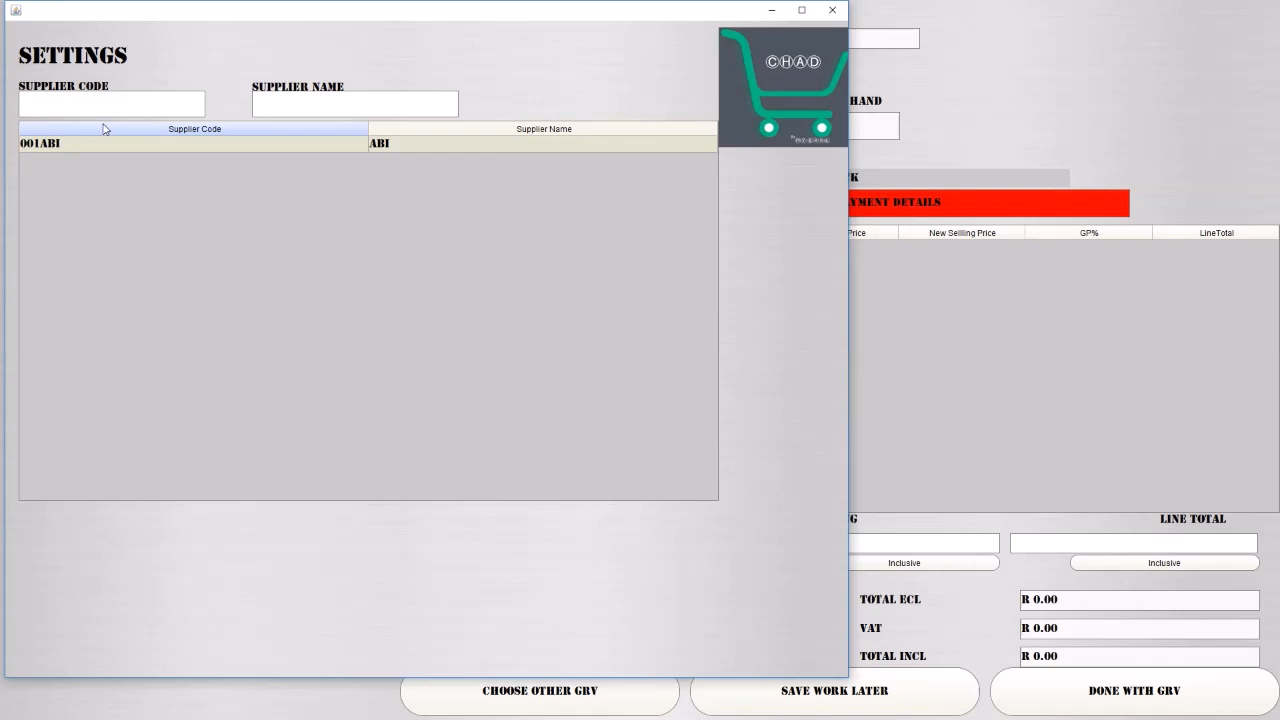 SETTINGS
SUPPLIER CODE
SUPPLIER NAME
Supplier Code
Supplier Name
001ABI
ABI
CHAD
HAND
YMENT DETAILS
Price
New Sellling Price
GP%
LineTotal
LINE TOTAL
Inclusive
Inclusive
TOTAL ECL
R 0.00
VAT
R 0.00
TOTAL INCL
R 0.00
CHOOSE OTHER GRV
SAVE WORK LATER
DONE WITH GRV